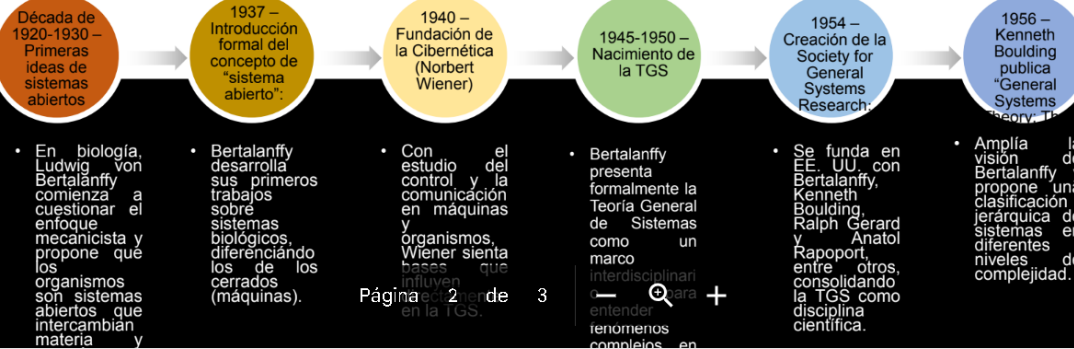 Década de
1920-1930 –
Primeras
ideas de
sistemas
abiertos
1937 –
Introducción
formal del
concepto de
“sistema
abierto”:
1940 –
Fundación de
la Cibernética
(Norbert
Wiener)
1945-1950 –
Nacimiento de
la TGS
1954 –
Creación de la
Society for
General
Systems
Research:
1956 –
Kenneth
Boulding
publica
“General
Systems
Theory: Th
• En biología,
Ludwig von
Bertalanffy
comienza a
cuestionar el
enfoque
mecanicista y
propone que
los
organismos
son sistemas
abiertos que
intercambian
materia y
• Bertalanffy
desarrolla
sus primeros
trabajos
sobre
sistemas
biológicos,
diferenciándo
los de los
cerrados
(máquinas).
• Con el
estudio del
control y la
comunicación
en máquinas
y
organismos,
Wiener sienta
bases que
influyen
en la TGS.
• Bertalanffy
presenta
formalmente la
Teoría General
de Sistemas
como un
marco
interdisciplinari
o para
entender
fenómenos
complejos en
• Se funda en
EE. UU. con
Bertalanffy,
Kenneth
Boulding,
Ralph Gerard
y Anatol
Rapoport,
entre otros,
consolidando
la TGS como
disciplina
científica.
• Amplía la
visión de
Bertalanffy y
propone una
clasificación
jerárquica de
sistemas en
diferentes
niveles de
complejidad.
Página 2 de 3